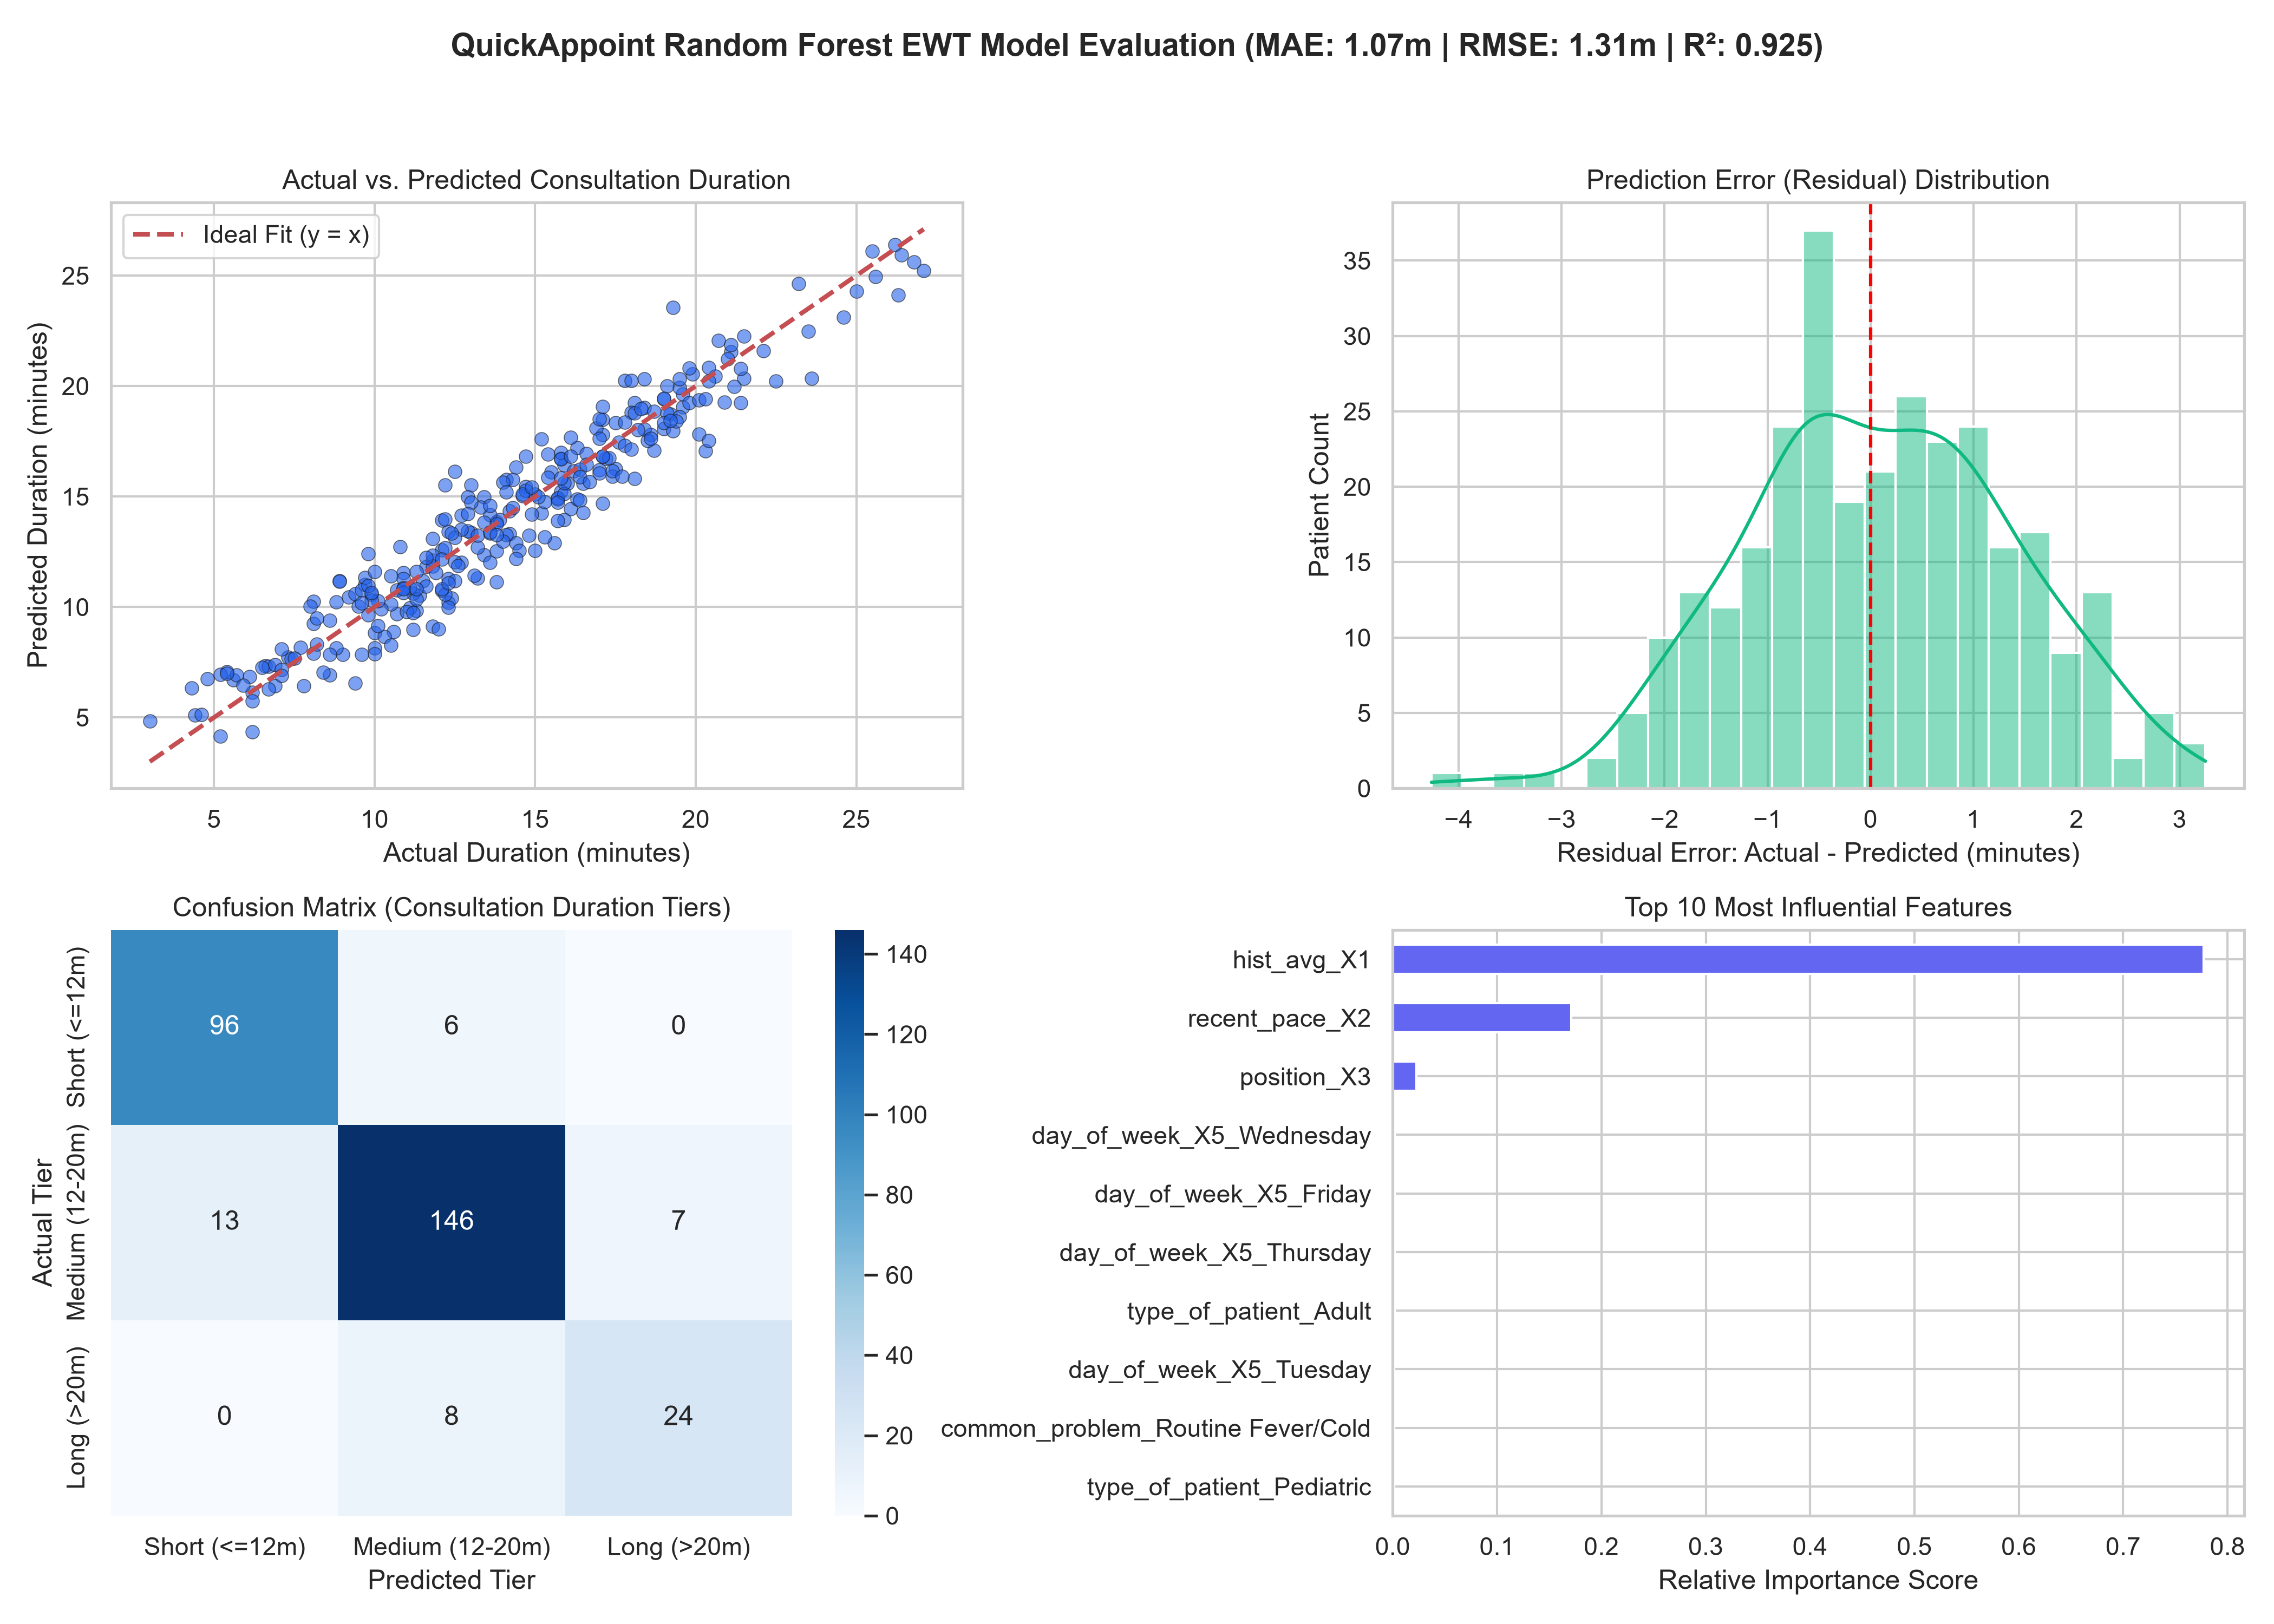 QuickAppoint Random Forest EWT Model Evaluation (MAE: 1.07m | RMSE: 1.31m | R²: 0.925)
Actual vs. Predicted Consultation Duration
Ideal Fit (y = x)
Predicted Duration (minutes)
25
20
15
10
5
5 10 15 20 25
Actual Duration (minutes)
Prediction Error (Residual) Distribution
Patient Count
35
30
25
20
15
10
5
0
−4 −3 −2 −1 0 1 2 3
Residual Error: Actual - Predicted (minutes)
Confusion Matrix (Consultation Duration Tiers)
Actual Tier
Short (<=12m)
96 6 0
Medium (12-20m)
13 146 7
Long (>20m)
0 8 24
Short (<=12m) Medium (12-20m) Long (>20m)
Predicted Tier
140
120
100
80
60
40
20
0
Top 10 Most Influential Features
hist_avg_X1
recent_pace_X2
position_X3
day_of_week_X5_Wednesday
day_of_week_X5_Friday
day_of_week_X5_Thursday
type_of_patient_Adult
day_of_week_X5_Tuesday
common_problem_Routine Fever/Cold
type_of_patient_Pediatric
0.0 0.1 0.2 0.3 0.4 0.5 0.6 0.7 0.8
Relative Importance Score